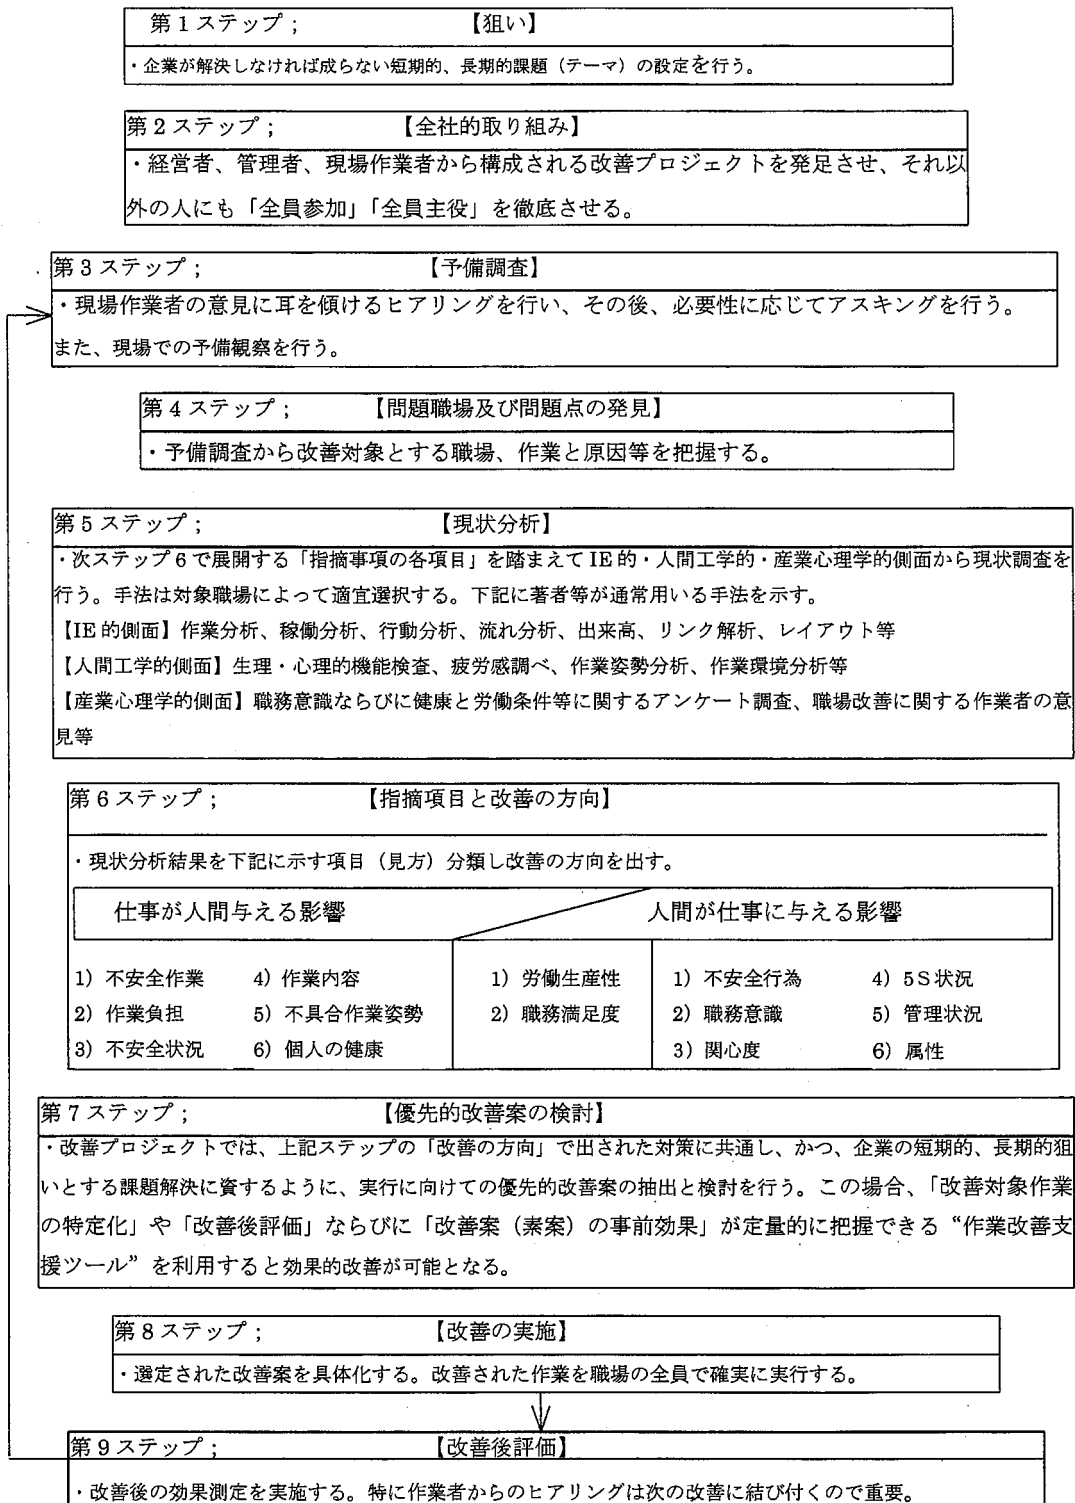 第1ステップ； 【狙い】
・企業が解決しなければ成らない短期的、長期的課題（テーマ）の設定を行う。
第2ステップ； 【全社的取り組み】
・経営者、管理者、現場作業者から構成される改善プロジェクトを発足させ、それ以
外の人にも「全員参加」「全員主役」を徹底させる。
第3ステップ； 【予備調査】
・現場作業者の意見に耳を傾けるヒアリングを行い、その後、必要性に応じてアスキングを行う。
また、現場での予備観察を行う。
第4ステップ； 【問題職場及び問題点の発見】
・予備調査から改善対象とする職場、作業と原因等を把握する。
第5ステップ； 【現状分析】
・次ステップ6で展開する「指摘事項の各項目」を踏まえてIE的・人間工学的・産業心理学的側面から現状調査を
行う。手法は対象職場によって適宜選択する。下記に著者等が通常用いる手法を示す。
【IE的側面】作業分析、稼働分析、行動分析、流れ分析、出来高、リンク解析、レイアウト等
【人間工学的側面】生理・心理的機能検査、疲労感調べ、作業姿勢分析、作業環境分析等
【産業心理学的側面】職務意識ならびに健康と労働条件等に関するアンケート調査、職場改善に関する作業者の意
見等
第6ステップ； 【指摘項目と改善の方向】
・現状分析結果を下記に示す項目（見方）分類し改善の方向を出す。
仕事が人間与える影響 人間が仕事に与える影響
1）不安全作業 4）作業内容 1）労働生産性 1）不安全行為 4）5S状況
2）作業負担 5）不具合作業姿勢 2）職務満足度 2）職務意識 5）管理状況
3）不安全状況 6）個人の健康 3）関心度 6）属性
第7ステップ； 【優先的改善案の検討】
・改善プロジェクトでは、上記ステップの「改善の方向」で出された対策に共通し、かつ、企業の短期的、長期的狙
いとする課題解決に資するように、実行に向けての優先的改善案の抽出と検討を行う。この場合、「改善対象作業
の特定化」や「改善後評価」ならびに「改善案（素案）の事前効果」が定量的に把握できる“作業改善支
援ツール”を利用すると効果的改善が可能となる。
第8ステップ； 【改善の実施】
・選定された改善案を具体化する。改善された作業を職場の全員で確実に実行する。
第9ステップ； 【改善後評価】
・改善後の効果測定を実施する。特に作業者からのヒアリングは次の改善に結び付くので重要。